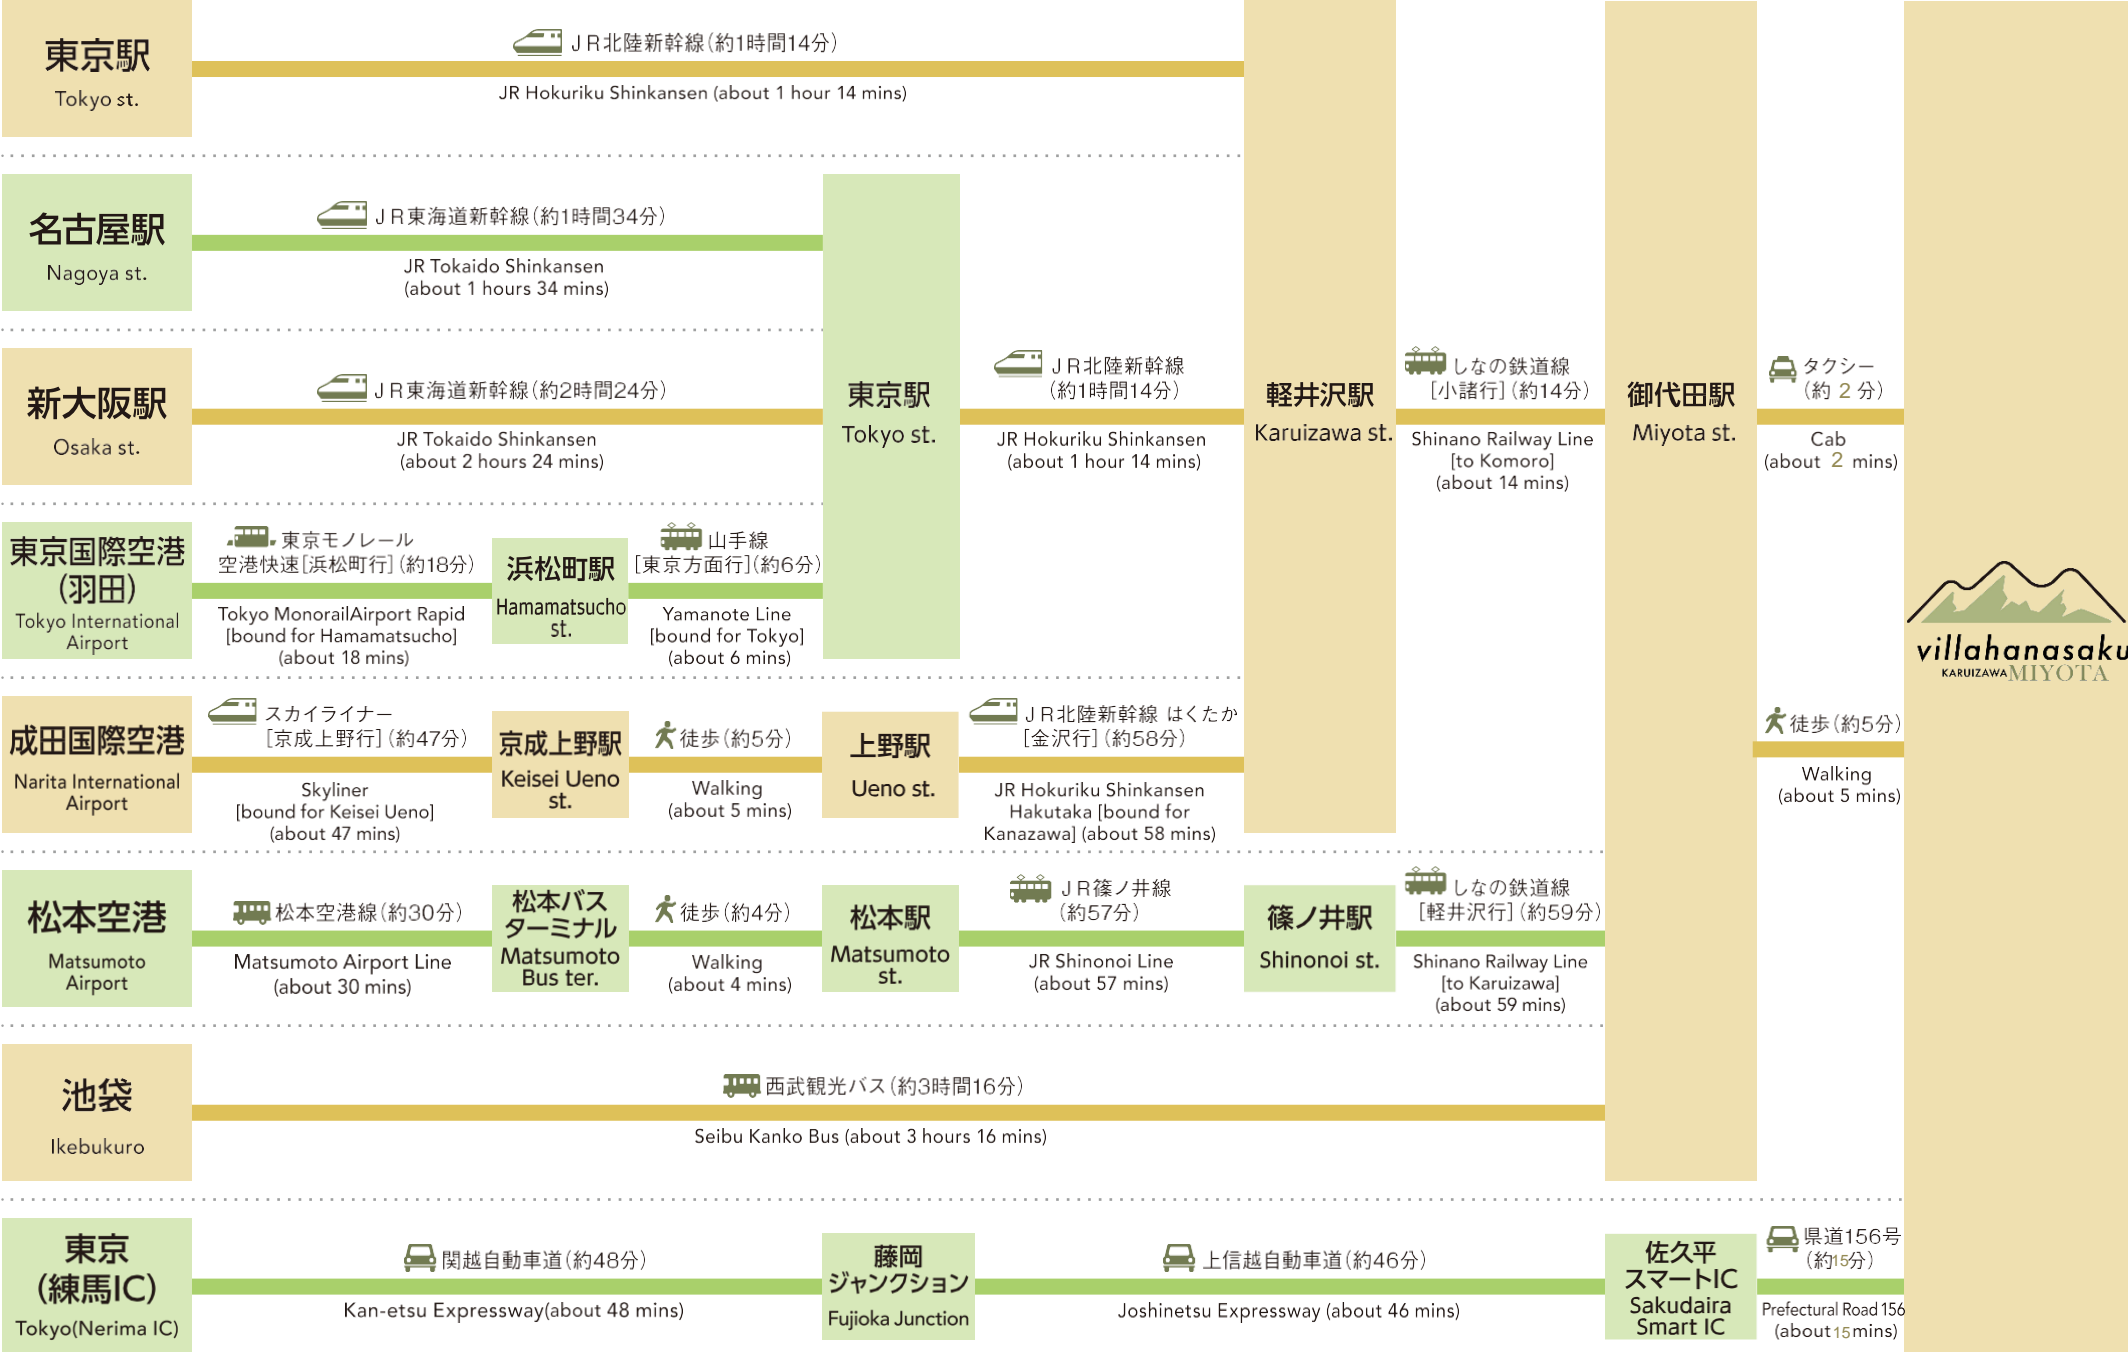 東京駅
Tokyo st.
JR北陸新幹線(約1時間14分)
JR Hokuriku Shinkansen (about 1 hour 14 mins)
名古屋駅
Nagoya st.
JR東海道新幹線(約1時間34分)
JR Tokaido Shinkansen
(about 1 hours 34 mins)
新大阪駅
Osaka st.
JR東海道新幹線(約2時間24分)
JR Tokaido Shinkansen
(about 2 hours 24 mins)
東京駅
Tokyo st.
JR北陸新幹線
(約1時間14分)
JR Hokuriku Shinkansen
(about 1 hour 14 mins)
軽井沢駅
Karuizawa st.
しなの鉄道線
[小諸行](約14分)
Shinano Railway Line
[to Komoro]
(about 14 mins)
御代田駅
Miyota st.
タクシー
(約 2 分)
Cab
(about 2 mins)
東京国際空港
(羽田)
Tokyo International
Airport
東京モノレール
空港快速[浜松町行](約18分)
Tokyo MonorailAirport Rapid
[bound for Hamamatsucho]
(about 18 mins)
浜松町駅
Hamamatsucho
st.
山手線
[東京方面行](約6分)
Yamanote Line
[bound for Tokyo]
(about 6 mins)
villahanasaku
KARUIZAWA MIYOTA
成田国際空港
Narita International
Airport
スカイライナー
[京成上野行](約47分)
Skyliner
[bound for Keisei Ueno]
(about 47 mins)
京成上野駅
Keisei Ueno
st.
徒歩(約5分)
Walking
(about 5 mins)
上野駅
Ueno st.
JR北陸新幹線 はくたか
[金沢行](約58分)
JR Hokuriku Shinkansen
Hakutaka [bound for
Kanazawa] (about 58 mins)
徒歩(約5分)
Walking
(about 5 mins)
松本空港
Matsumoto
Airport
松本空港線(約30分)
Matsumoto Airport Line
(about 30 mins)
松本バス
ターミナル
Matsumoto
Bus ter.
徒歩(約4分)
Walking
(about 4 mins)
松本駅
Matsumoto
st.
JR篠ノ井線
(約57分)
JR Shinonoi Line
(about 57 mins)
篠ノ井駅
Shinonoi st.
しなの鉄道線
[軽井沢行](約59分)
Shinano Railway Line
[to Karuizawa]
(about 59 mins)
池袋
Ikebukuro
西武観光バス(約3時間16分)
Seibu Kanko Bus (about 3 hours 16 mins)
東京
(練馬IC)
Tokyo(Nerima IC)
関越自動車道(約48分)
Kan-etsu Expressway(about 48 mins)
藤岡
ジャンクション
Fujioka Junction
上信越自動車道(約46分)
Joshinetsu Expressway (about 46 mins)
佐久平
スマートIC
Sakudaira
Smart IC
県道156号
(約15分)
Prefectural Road 156
(about 15 mins)